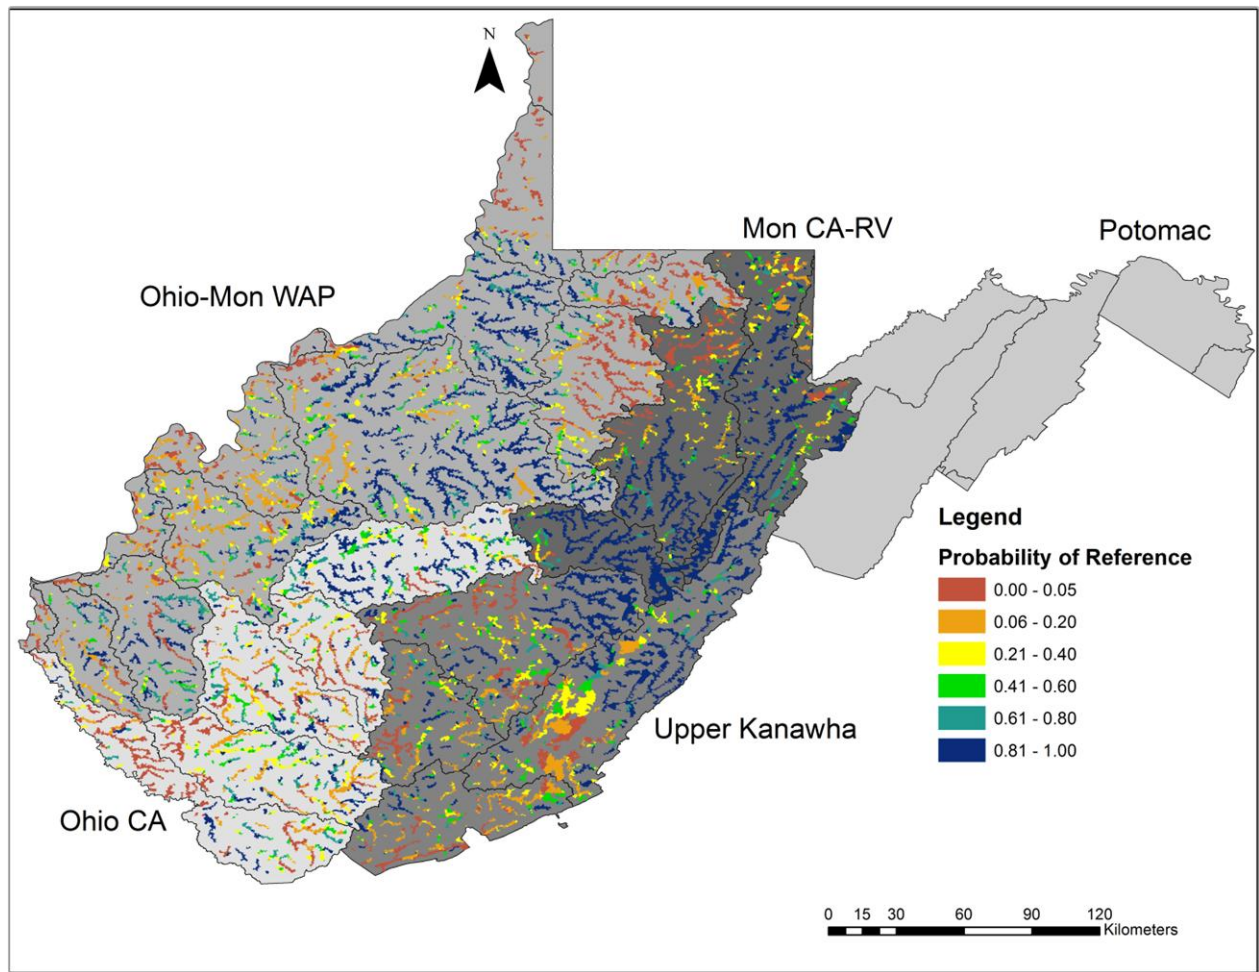 N
Mon CA-RV
Potomac
Ohio-Mon WAP
Legend
Probability of Reference
0.00 - 0.05
0.06 - 0.20
0.21 - 0.40
0.41 - 0.60
0.61 - 0.80
0.81 - 1.00
Upper Kanawha
Ohio CA
0 15 30 60 90 120
Kilometers